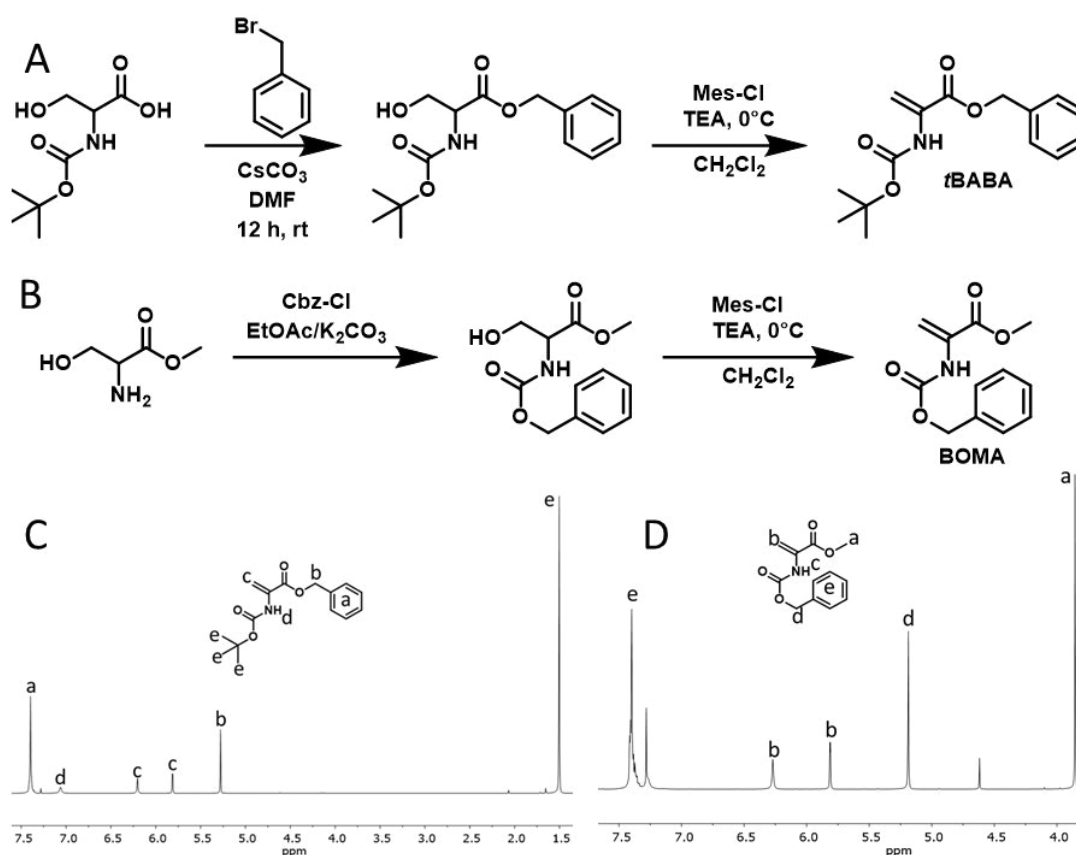 A
HO
O
OH
O
NH
O
Br
CsCO₃
DMF
12 h, rt
HO
O
O
O
NH
O
Mes-Cl
TEA, 0°C
CH₂Cl₂
O
O
O
NH
O
tBABA
B
HO
O
O
NH₂
Cbz-Cl
EtOAc/K₂CO₃
HO
O
O
O
NH
O
Mes-Cl
TEA, 0°C
CH₂Cl₂
O
O
O
NH
O
BOMA
C
c
O
b
O
a
O
NH
d
O
e
e
e
a
d
c
c
b
e
7.5 7.0 6.5 6.0 5.5 5.0 4.5 4.0 3.5 3.0 2.5 2.0 1.5
ppm
D
b
O
O
a
O
NH
c
O
e
d
e
b
b
d
a
7.5 7.0 6.5 6.0 5.5 5.0 4.5 4.0
ppm